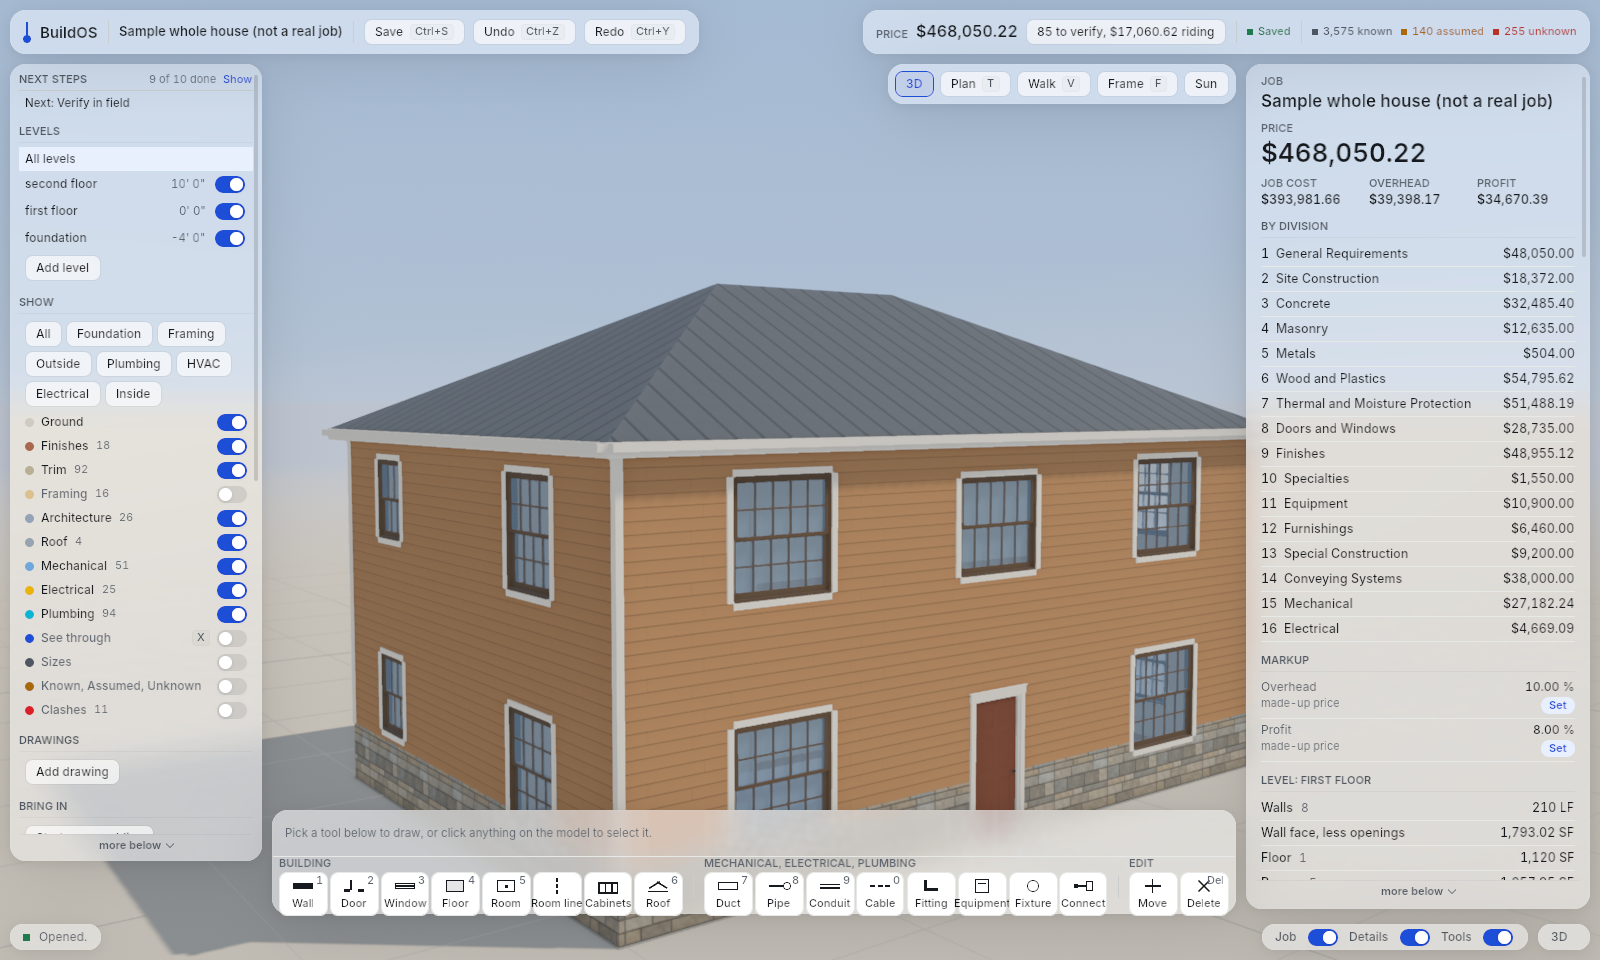 BuildOS
Sample whole house (not a real job)
Save Ctrl+S
Undo Ctrl+Z
Redo Ctrl+Y
PRICE $468,050.22
85 to verify, $17,060.62 riding
Saved
3,575 known
140 assumed
255 unknown
NEXT STEPS 9 of 10 done Show
Next: Verify in field
LEVELS
All levels
second floor 10' 0"
first floor 0' 0"
foundation -4' 0"
Add level
SHOW
All Foundation Framing
Outside Plumbing HVAC
Electrical Inside
Ground
Finishes 18
Trim 92
Framing 16
Architecture 26
Roof 4
Mechanical 51
Electrical 25
Plumbing 94
See through X
Sizes
Known, Assumed, Unknown
Clashes 11
DRAWINGS
Add drawing
BRING IN
more below
Opened.
3D
Plan T
Walk V
Frame F
Sun
Pick a tool below to draw, or click anything on the model to select it.
BUILDING
Wall 1
Door 2
Window 3
Floor 4
Room 5
Room line
Cabinets
Roof 6
MECHANICAL, ELECTRICAL, PLUMBING
Duct 7
Pipe 8
Conduit 9
Cable 0
Fitting
Equipment
Fixture
Connect
EDIT
Move
Delete Del
JOB
Sample whole house (not a real job)
PRICE
$468,050.22
JOB COST OVERHEAD PROFIT
$393,981.66 $39,398.17 $34,670.39
BY DIVISION
1 General Requirements $48,050.00
2 Site Construction $18,372.00
3 Concrete $32,485.40
4 Masonry $12,635.00
5 Metals $504.00
6 Wood and Plastics $54,795.62
7 Thermal and Moisture Protection $51,488.19
8 Doors and Windows $28,735.00
9 Finishes $48,955.12
10 Specialties $1,550.00
11 Equipment $10,900.00
12 Furnishings $6,460.00
13 Special Construction $9,200.00
14 Conveying Systems $38,000.00
15 Mechanical $27,182.24
16 Electrical $4,669.09
MARKUP
Overhead 10.00 %
made-up price Set
Profit 8.00 %
made-up price Set
LEVEL: FIRST FLOOR
Walls 8 210 LF
Wall face, less openings 1,793.02 SF
Floor 1 1,120 SF
more below
Job
Details
Tools
3D